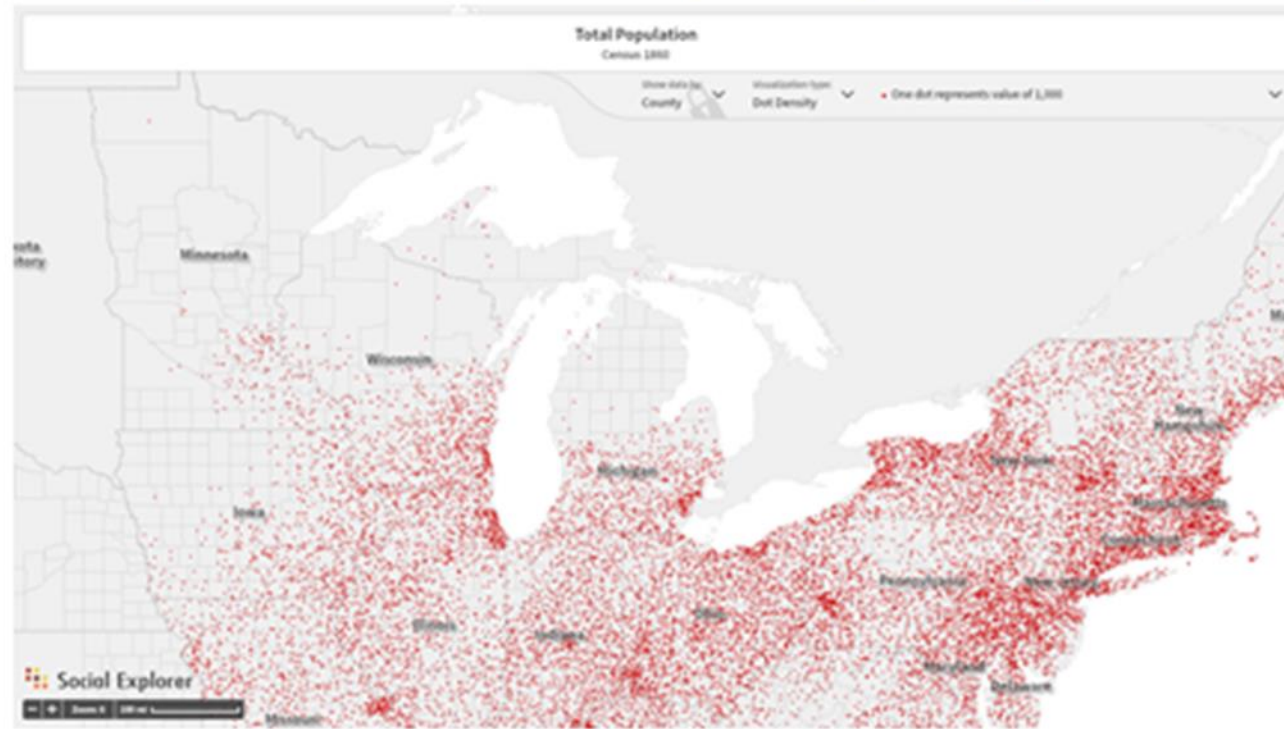 Total Population
Census 1860
Show data by:
County
Visualization type:
Dot Density
One dot represents value of 1,000
Minnesota
Wisconsin
Michigan
New Hampshire
New York
Massachusetts
Connecticut
Iowa
Pennsylvania
New Jersey
Illinois
Indiana
Ohio
Maryland
Delaware
Missouri
Social Explorer